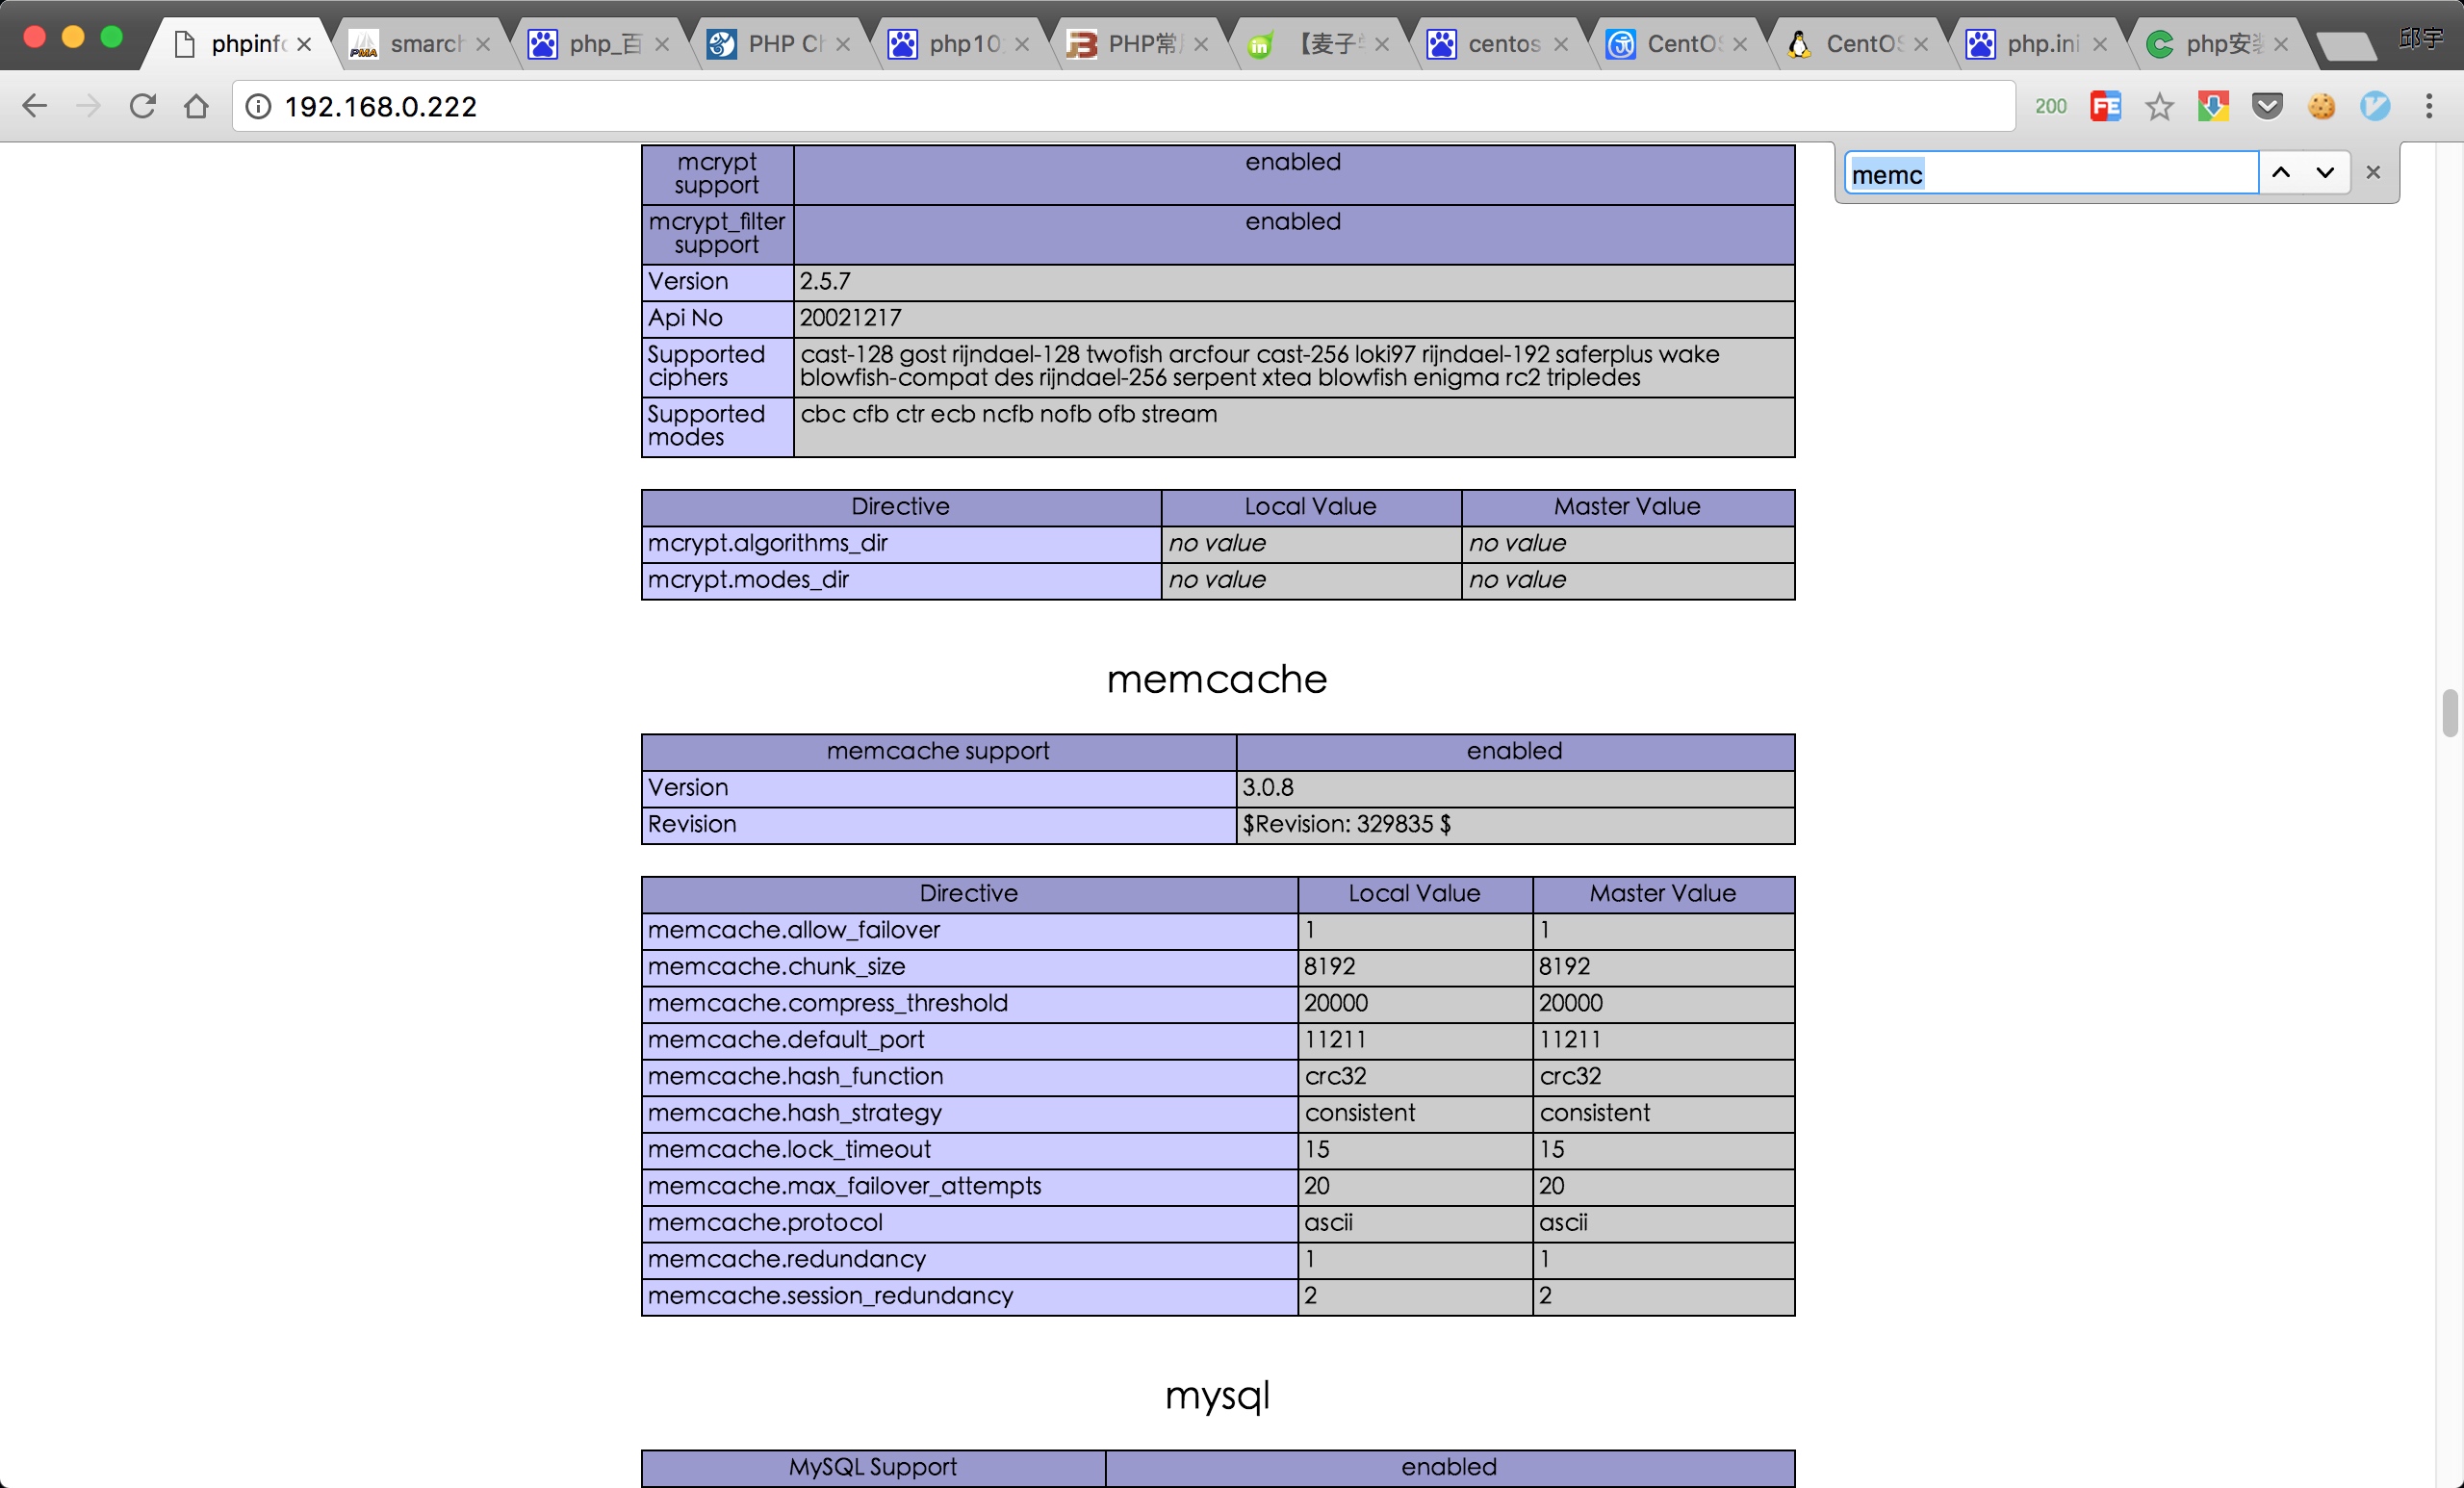 phpinfo smarch php_百 PHP Ch php10 PHP常 【麦子 centos CentOS CentOS php.ini php安装 邱宇
192.168.0.222 200 FE
memc
mcrypt support enabled
mcrypt_filter support enabled
Version 2.5.7
Api No 20021217
Supported ciphers cast-128 gost rijndael-128 twofish arcfour cast-256 loki97 rijndael-192 saferplus wake
blowfish-compat des rijndael-256 serpent xtea blowfish enigma rc2 tripledes
Supported modes cbc cfb ctr ecb ncfb nofb ofb stream
Directive Local Value Master Value
mcrypt.algorithms_dir no value no value
mcrypt.modes_dir no value no value
memcache
memcache support enabled
Version 3.0.8
Revision $Revision: 329835 $
Directive Local Value Master Value
memcache.allow_failover 1 1
memcache.chunk_size 8192 8192
memcache.compress_threshold 20000 20000
memcache.default_port 11211 11211
memcache.hash_function crc32 crc32
memcache.hash_strategy consistent consistent
memcache.lock_timeout 15 15
memcache.max_failover_attempts 20 20
memcache.protocol ascii ascii
memcache.redundancy 1 1
memcache.session_redundancy 2 2
mysql
MySQL Support enabled